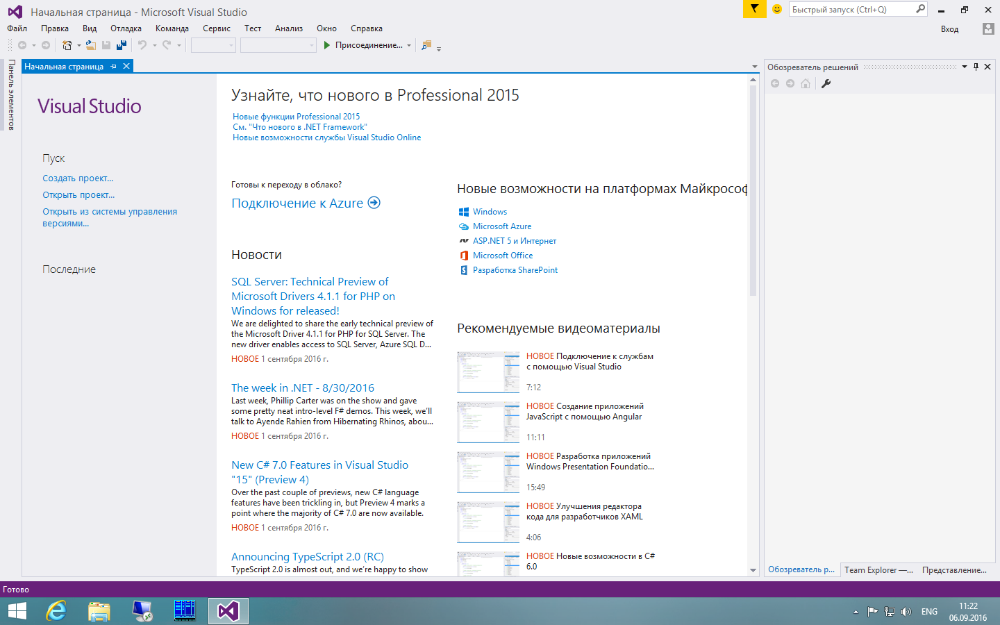 Начальная страница - Microsoft Visual Studio
Быстрый запуск (Ctrl+Q)
Файл Правка Вид Отладка Команда Сервис Тест Анализ Окно Справка
Вход
Присоединение...
Панель элементов
Начальная страница
Обозреватель решений
Visual Studio
Пуск
Создать проект...
Открыть проект...
Открыть из системы управления
версиями...
Последние
Узнайте, что нового в Professional 2015
Новые функции Professional 2015
См. "Что нового в .NET Framework"
Новые возможности службы Visual Studio Online
Готовы к переходу в облако?
Подключение к Azure
Новости
SQL Server: Technical Preview of
Microsoft Drivers 4.1.1 for PHP on
Windows for released!
We are delighted to share the early technical preview of
the Microsoft Driver 4.1.1 for PHP for SQL Server. The
new driver enables access to SQL Server, Azure SQL D...
НОВОЕ 1 сентября 2016 г.
The week in .NET - 8/30/2016
Last week, Phillip Carter was on the show and gave
some pretty neat intro-level F# demos. This week, we'll
talk to Ayende Rahien from Hibernating Rhinos, abou...
НОВОЕ 1 сентября 2016 г.
New C# 7.0 Features in Visual Studio
"15" (Preview 4)
Over the past couple of previews, new C# language
features have been trickling in, but Preview 4 marks a
point where the majority of C# 7.0 are now available.
НОВОЕ 1 сентября 2016 г.
Announcing TypeScript 2.0 (RC)
TypeScript 2.0 is almost out, and we're happy to show
Новые возможности на платформах Майкрософ
Windows
Microsoft Azure
ASP.NET 5 и Интернет
Microsoft Office
Разработка SharePoint
Рекомендуемые видеоматериалы
НОВОЕ Подключение к службам
с помощью Visual Studio
7:12
НОВОЕ Создание приложений
JavaScript с помощью Angular
11:11
НОВОЕ Разработка приложений
Windows Presentation Foundatio...
15:49
НОВОЕ Улучшения редактора
кода для разработчиков XAML
4:06
НОВОЕ Новые возможности в C#
6.0
Обозреватель р... Team Explorer —... Представление...
Готово
ENG
11:22
06.09.2016